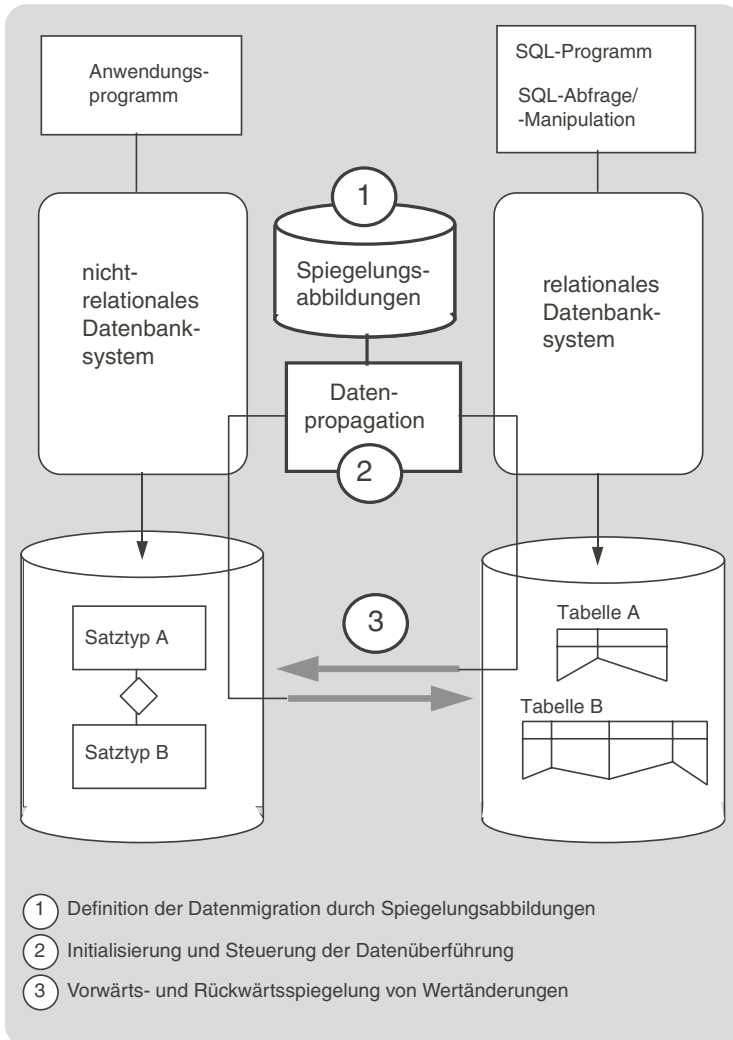 Anwendungs-
programm
SQL-Programm
SQL-Abfrage/
-Manipulation
1
nicht-
relationales
Datenbank-
system
Spiegelungs-
abbildungen
relationales
Datenbank-
system
Daten-
propagation
2
3
Satztyp A
Satztyp B
Tabelle A
Tabelle B
1 Definition der Datenmigration durch Spiegelungsabbildungen
2 Initialisierung und Steuerung der Datenüberführung
3 Vorwärts- und Rückwärtsspiegelung von Wertänderungen